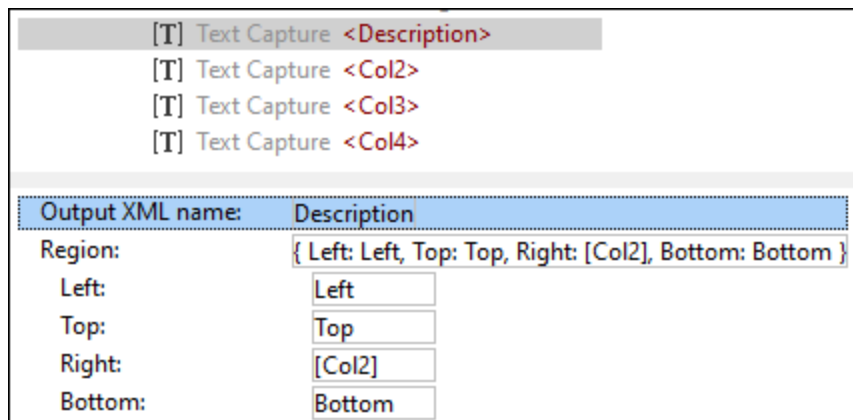 [T] Text Capture <Description>
[T] Text Capture <Col2>
[T] Text Capture <Col3>
[T] Text Capture <Col4>
Output XML name: Description
Region: { Left: Left, Top: Top, Right: [Col2], Bottom: Bottom }
Left: Left
Top: Top
Right: [Col2]
Bottom: Bottom